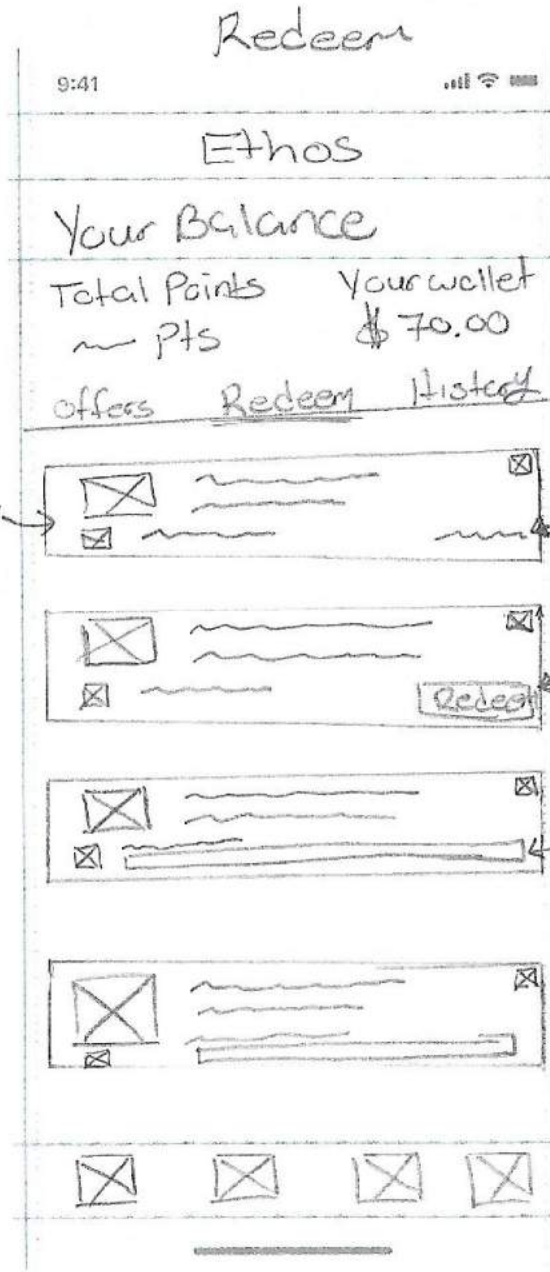 Redeem
9:41
Ethos
Your Balance
Total Points Your wallet
Pts $70.00
Offers Redeem History
Redeem